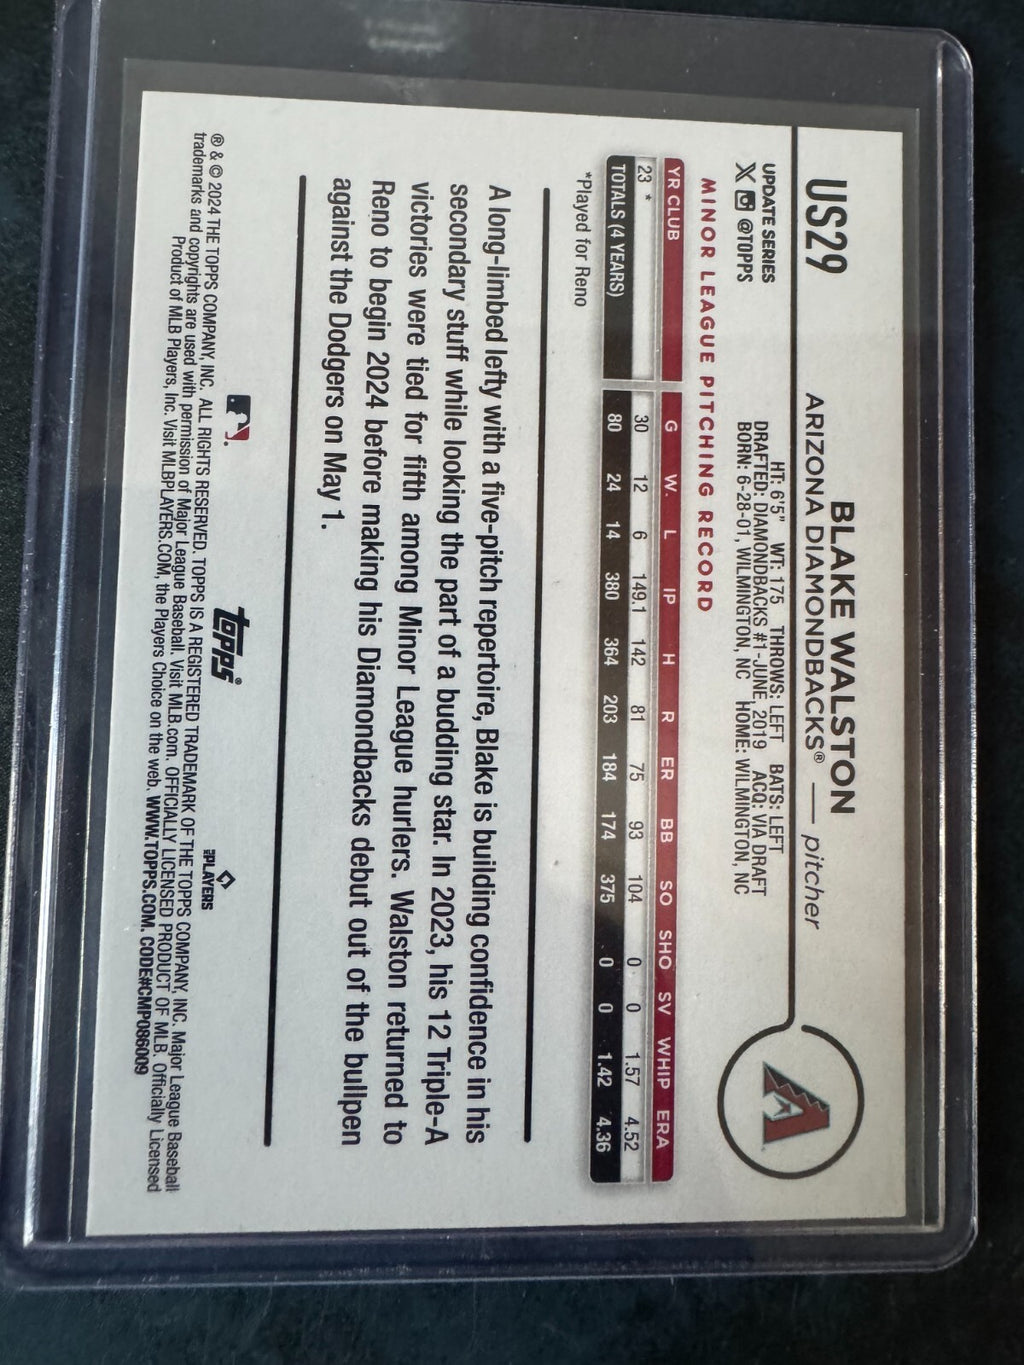 US29
BLAKE WALSTON
ARIZONA DIAMONDBACKS® — pitcher
UPDATE SERIES
X @TOPPS
HT: 6'5" WT: 175 THROWS: LEFT BATS: LEFT
DRAFTED: DIAMONDBACKS #1-JUNE, 2019 ACQ: VIA DRAFT
BORN: 6-28-01, WILMINGTON, NC HOME: WILMINGTON, NC
A
MINOR LEAGUE PITCHING RECORD
YR CLUB G W. L IP H R ER BB SO SHO SV WHIP ERA
23 * 30 12 6 149.1 142 81 75 93 104 0 0 1.57 4.52
TOTALS (4 YEARS) 80 24 14 380 364 203 184 174 375 0 0 1.42 4.36
*Played for Reno
A long-limbed lefty with a five-pitch repertoire, Blake is building confidence in his
secondary stuff while looking the part of a budding star. In 2023, his 12 Triple-A
victories were tied for fifth among Minor League hurlers. Walston returned to
Reno to begin 2024 before making his Diamondbacks debut out of the bullpen
against the Dodgers on May 1.
topps®
PLAYERS
® & © 2024 THE TOPPS COMPANY, INC. ALL RIGHTS RESERVED. TOPPS IS A REGISTERED TRADEMARK OF THE TOPPS COMPANY, INC. Major League Baseball
trademarks and copyrights are used with permission of Major League Baseball. Visit MLB.com. OFFICIALLY LICENSED PRODUCT OF MLB. Officially Licensed
Product of MLB Players, Inc. Visit MLBPLAYERS.COM, the Players Choice on the web. WWW.TOPPS.COM. CODE#CMP086009